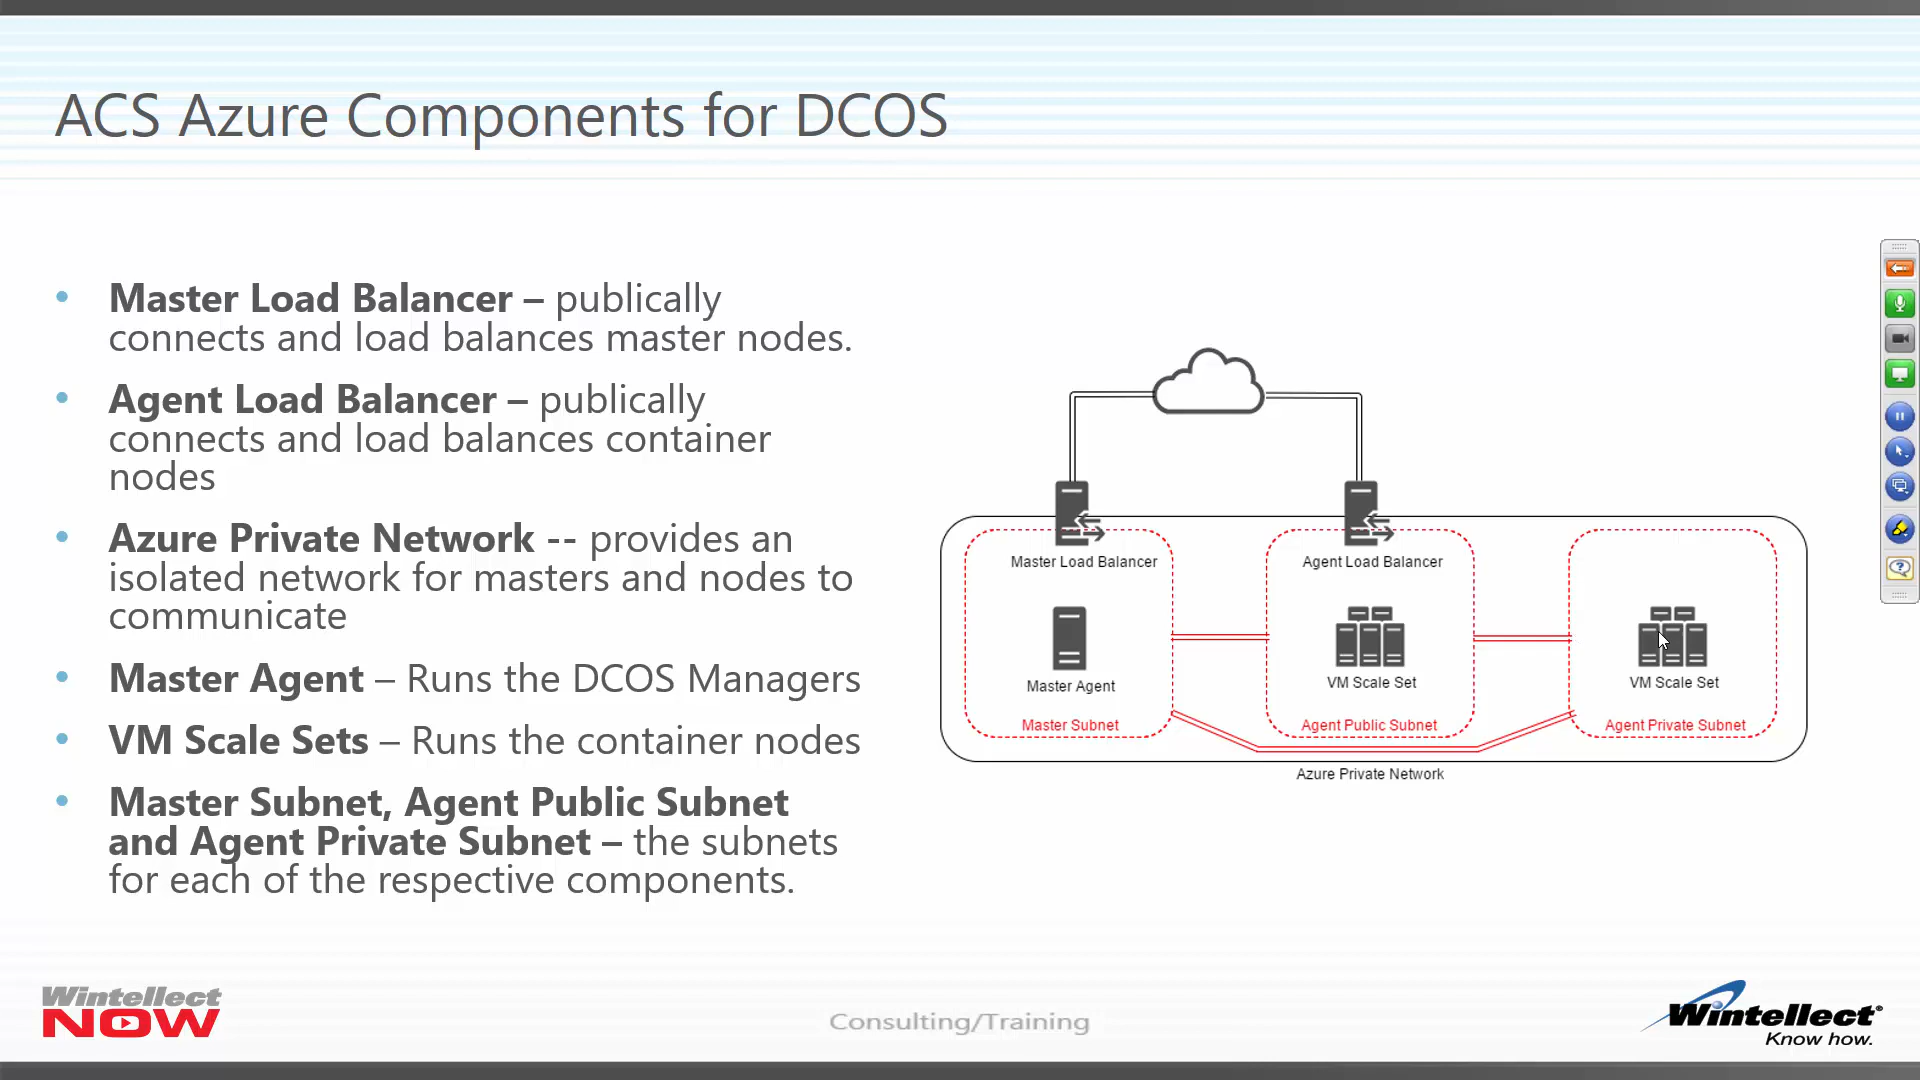 ACS Azure Components for DCOS
• Master Load Balancer – publically
connects and load balances master nodes.
• Agent Load Balancer – publically
connects and load balances container
nodes
• Azure Private Network -- provides an
isolated network for masters and nodes to
communicate
• Master Agent – Runs the DCOS Managers
• VM Scale Sets – Runs the container nodes
• Master Subnet, Agent Public Subnet
and Agent Private Subnet – the subnets
for each of the respective components.
Master Load Balancer
Agent Load Balancer
Master Agent
VM Scale Set
VM Scale Set
Master Subnet
Agent Public Subnet
Agent Private Subnet
Azure Private Network
Wintellect
NOW
Consulting/Training
Wintellect®
Know how.